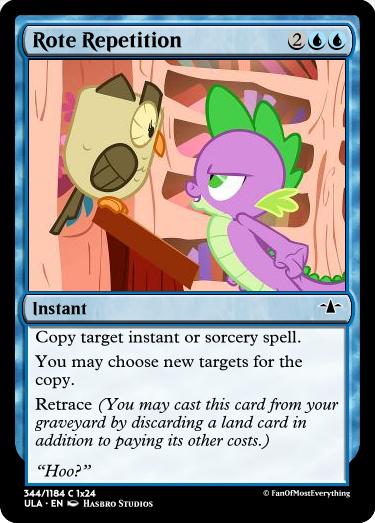 Rote Repetition 2
Instant
Copy target instant or sorcery spell.
You may choose new targets for the
copy.
Retrace (You may cast this card from your
graveyard by discarding a land card in
addition to paying its other costs.)
“Hoo?”
344/1184 C 1x24
ULA • EN Hasbro Studios
© FanOfMostEverything